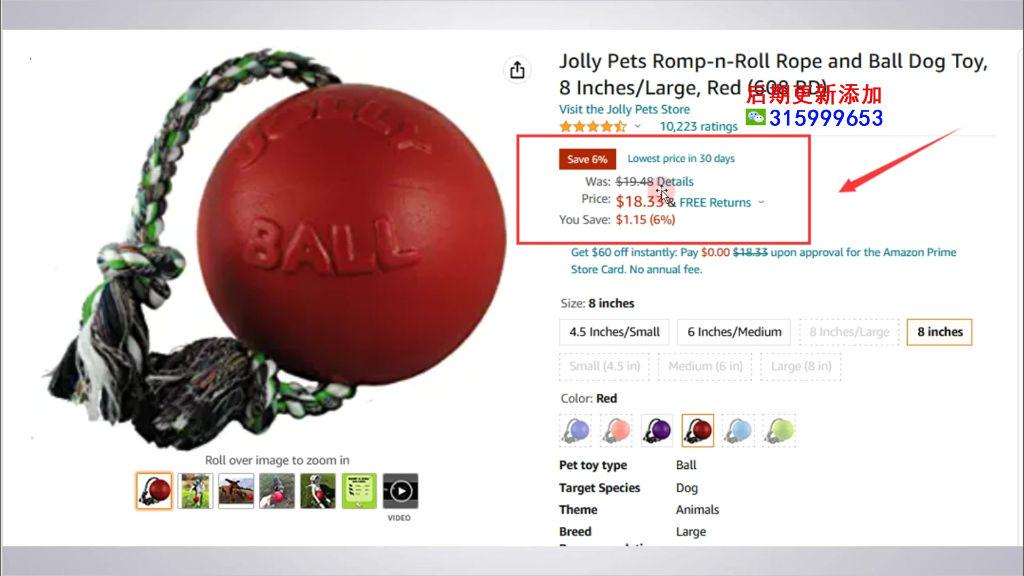 JOLLY
BALL
Roll over image to zoom in
VIDEO
Jolly Pets Romp-n-Roll Rope and Ball Dog Toy,
8 Inches/Large, Red (608 RD)
后期更新添加
315999653
Visit the Jolly Pets Store
10,223 ratings
Save 6% Lowest price in 30 days
Was: $19.48 Details
Price: $18.33 & FREE Returns
You Save: $1.15 (6%)
Get $60 off instantly: Pay $0.00 $18.33 upon approval for the Amazon Prime
Store Card. No annual fee.
Size: 8 inches
4.5 Inches/Small 6 Inches/Medium 8 Inches/Large 8 inches
Small (4.5 in) Medium (6 in) Large (8 in)
Color: Red
Pet toy type Ball
Target Species Dog
Theme Animals
Breed Large